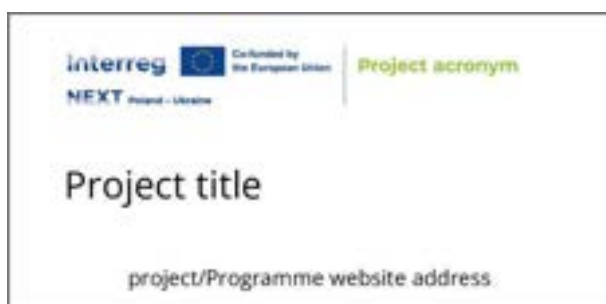 Interreg
Co-funded by
the European Union
Project acronym
NEXT Poland – Ukraine
Project title
project/Programme website address